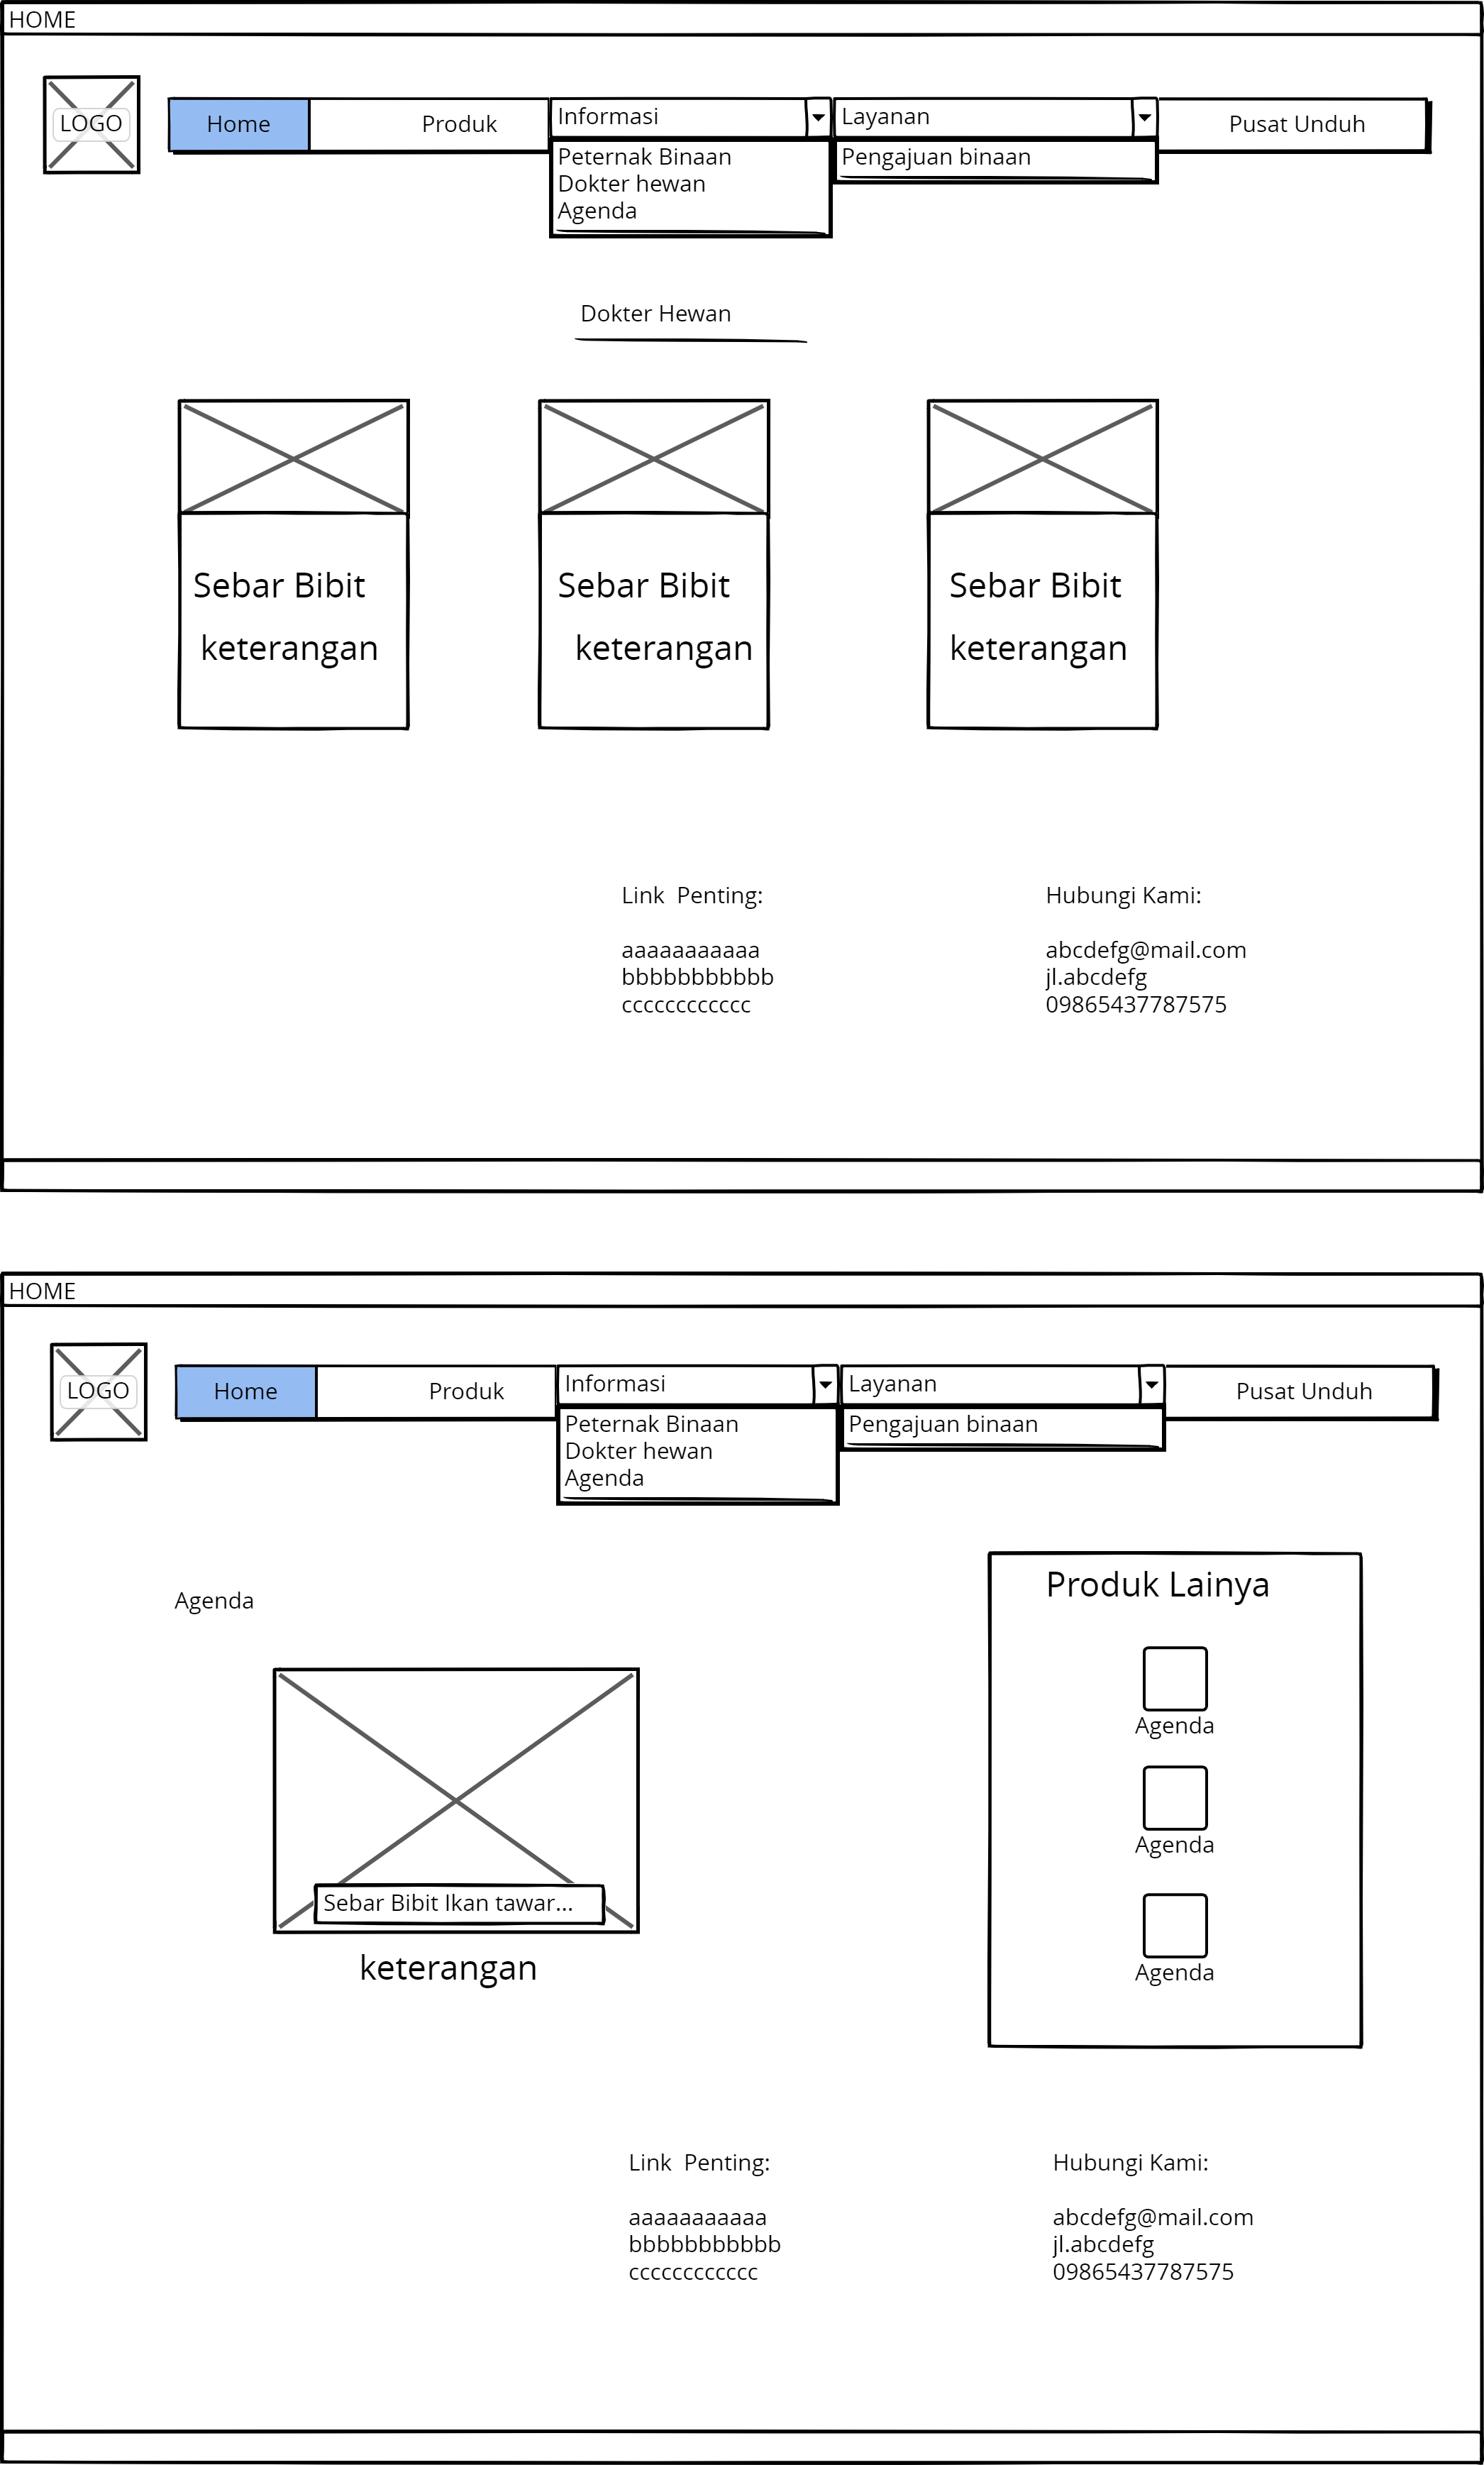 HOME
LOGO
Home
Produk
Informasi
Layanan
Pusat Unduh
Peternak Binaan
Dokter hewan
Agenda
Pengajuan binaan
Dokter Hewan
Sebar Bibit
keterangan
Sebar Bibit
keterangan
Sebar Bibit
keterangan
Link  Penting:
aaaaaaaaaaa
bbbbbbbbbbb
cccccccccccc
Hubungi Kami:
abcdefg@mail.com
jl.abcdefg
09865437787575
HOME
LOGO
Home
Produk
Informasi
Layanan
Pusat Unduh
Peternak Binaan
Dokter hewan
Agenda
Pengajuan binaan
Agenda
Sebar Bibit Ikan tawar...
keterangan
Produk Lainya
Agenda
Agenda
Agenda
Link  Penting:
aaaaaaaaaaa
bbbbbbbbbbb
cccccccccccc
Hubungi Kami:
abcdefg@mail.com
jl.abcdefg
09865437787575